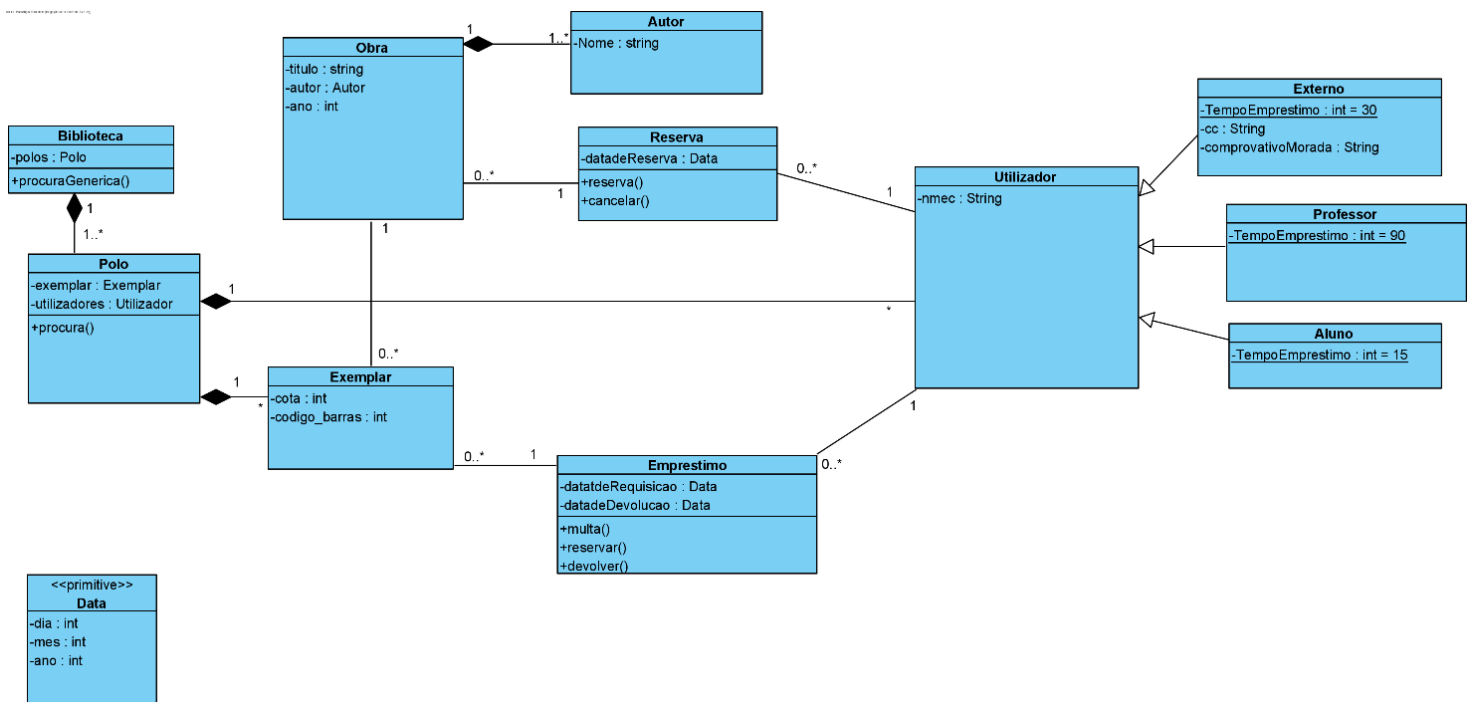 Autor
-Nome : string
1
1..*
Obra
-titulo : string
-autor : Autor
-ano : int
Externo
-TempoEmprestimo : int = 30
-cc : String
-comprovativoMorada : String
Biblioteca
-polos : Polo
+procuraGenerica()
Reserva
-datadeReserva : Data
+reserva()
+cancelar()
0..*
1
0..*
1
Utilizador
-nmec : String
Professor
-TempoEmprestimo : int = 90
1
1..*
1
Polo
-exemplar : Exemplar
-utilizadores : Utilizador
+procura()
1
*
Aluno
-TempoEmprestimo : int = 15
0..*
Exemplar
-cota : int
-codigo_barras : int
1
*
1
0..*
1
0..*
Emprestimo
-datatdeRequisicao : Data
-datadeDevolucao : Data
+multa()
+reservar()
+devolver()
<<primitive>>
Data
-dia : int
-mes : int
-ano : int